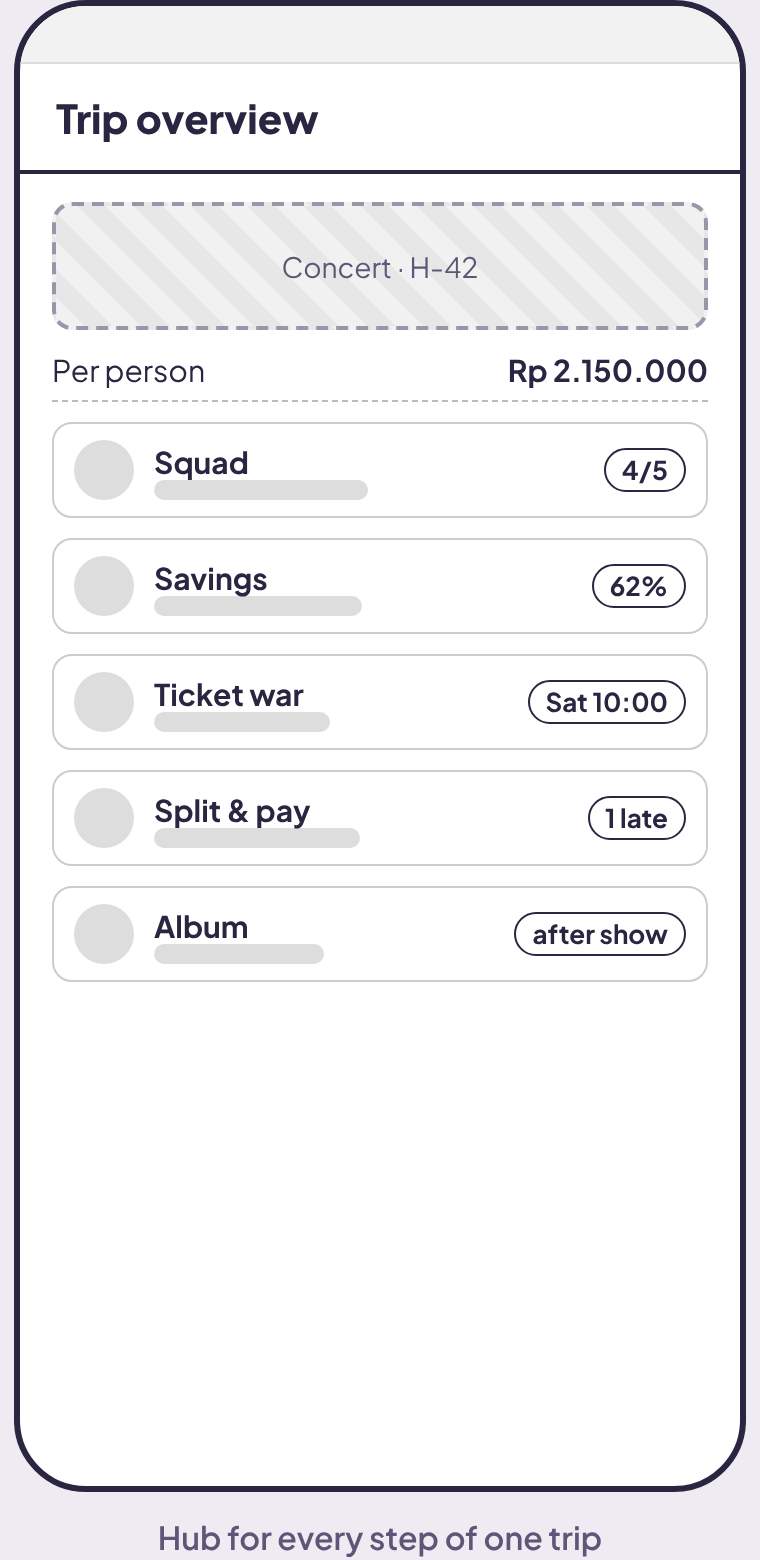 Trip overview
Concert · H-42
Per person Rp 2.150.000
Squad 4/5
Savings 62%
Ticket war Sat 10:00
Split & pay 1 late
Album after show
Hub for every step of one trip